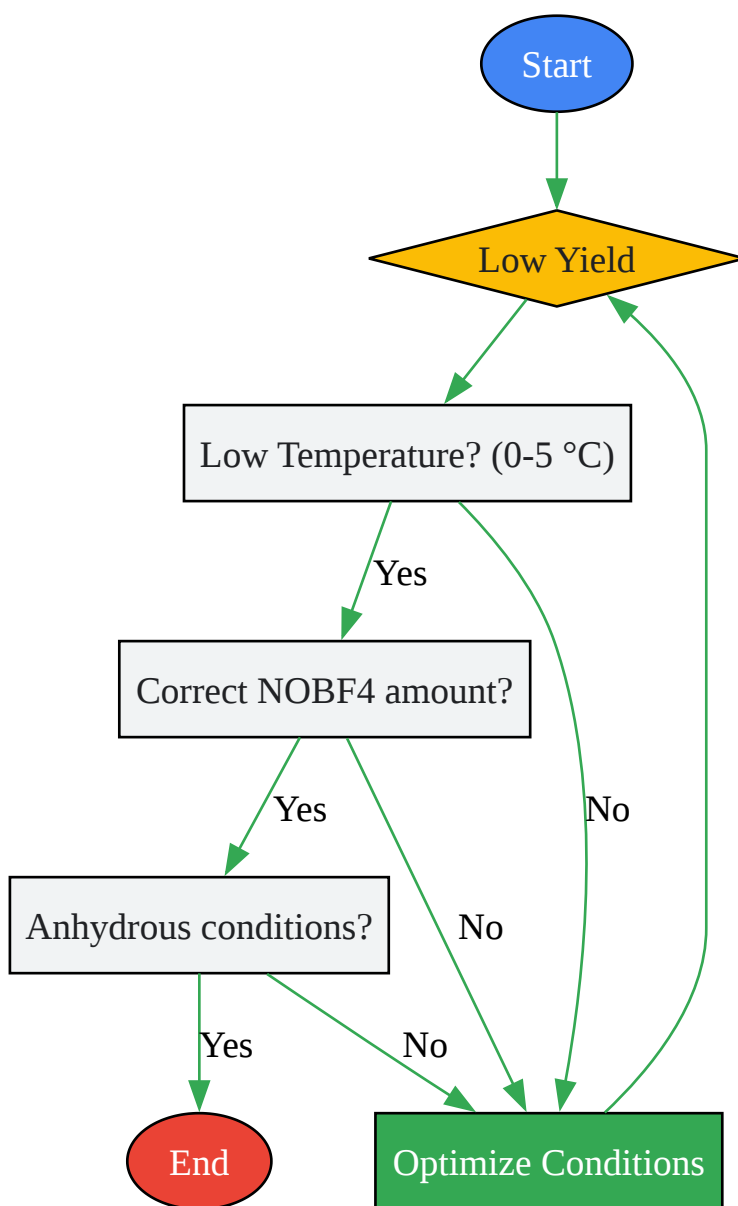 Start
Low Yield
Low Temperature? (0-5 °C)
Yes
Correct NOBF4 amount?
Yes
No
Anhydrous conditions?
No
Yes
No
End
Optimize Conditions